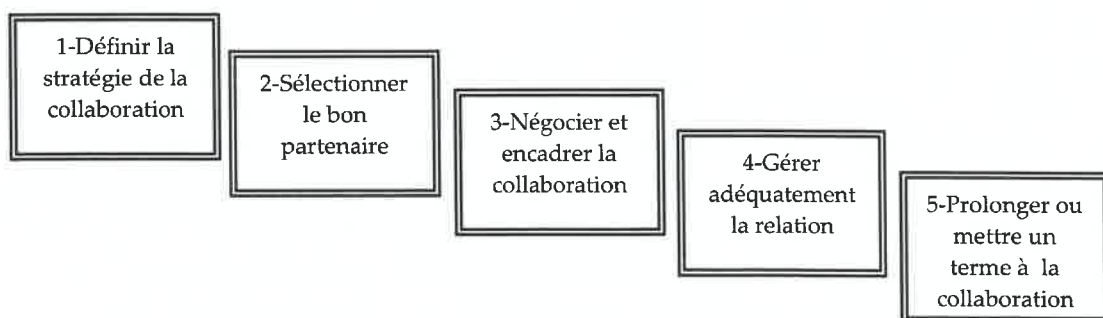 1-Définir la
stratégie de la
collaboration
2-Sélectionner
le bon
partenaire
3-Négocier et
encadrer la
collaboration
4-Gérer
adéquatement
la relation
5-Prolonger ou
mettre un
terme à la
collaboration